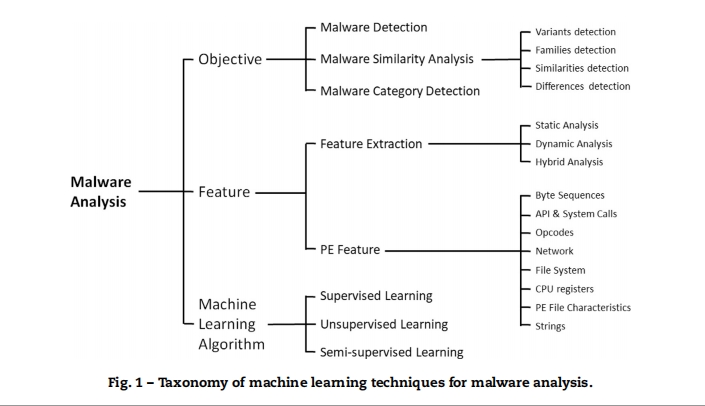 Malware
Analysis
Objective
Malware Detection
Malware Similarity Analysis
Variants detection
Families detection
Similarities detection
Differences detection
Malware Category Detection
Feature
Feature Extraction
Static Analysis
Dynamic Analysis
Hybrid Analysis
PE Feature
Byte Sequences
API & System Calls
Opcodes
Network
File System
CPU registers
PE File Characteristics
Strings
Machine
Learning
Algorithm
Supervised Learning
Unsupervised Learning
Semi-supervised Learning
Fig. 1 – Taxonomy of machine learning techniques for malware analysis.